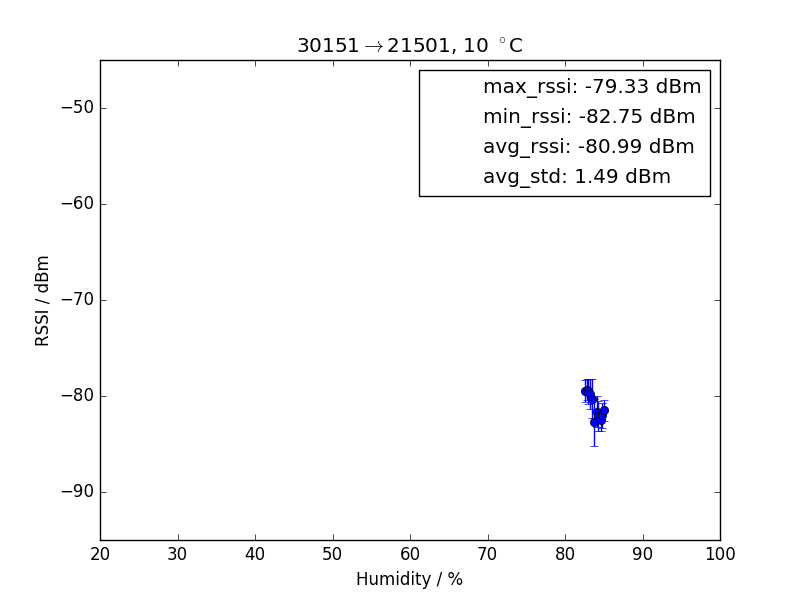 30151→21501, 10 °C
max_rssi: -79.33 dBm
min_rssi: -82.75 dBm
avg_rssi: -80.99 dBm
avg_std: 1.49 dBm
−50
−60
−70
−80
−90
RSSI / dBm
20 30 40 50 60 70 80 90 100
Humidity / %